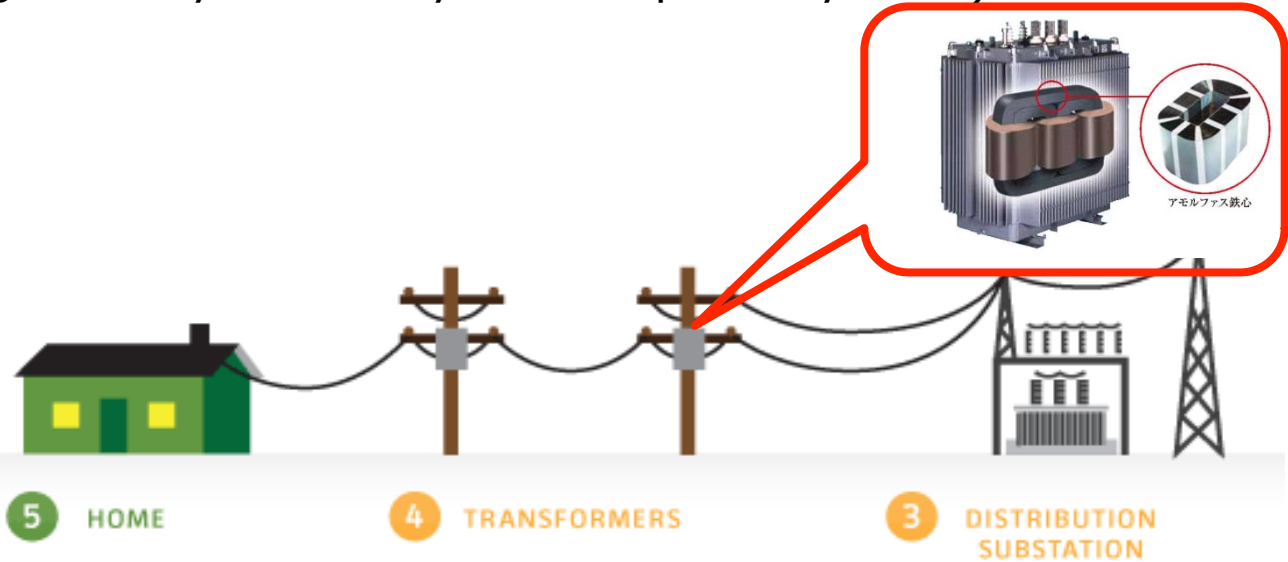 アモルファス鉄心
5 HOME
4 TRANSFORMERS
3 DISTRIBUTION
SUBSTATION